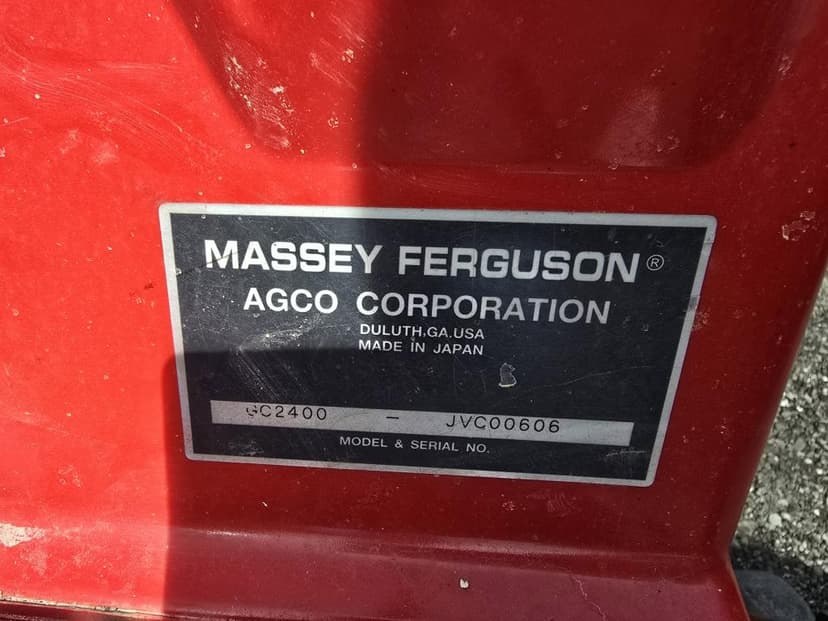 MASSEY FERGUSON®
AGCO CORPORATION
DULUTH,GA.USA
MADE IN JAPAN
GC2400 - JVC00606
MODEL & SERIAL NO.